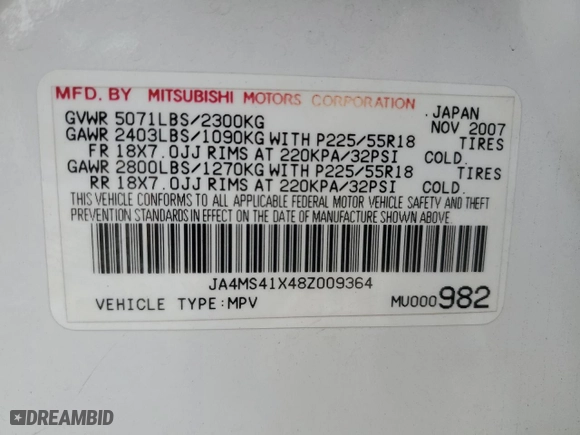 MFD. BY MITSUBISHI MOTORS CORPORATION
JAPAN
GVWR 5071LBS/2300KG NOV 2007
GAWR 2403LBS/1090KG WITH P225/55R18 TIRES
FR 18X7.0JJ RIMS AT 220KPA/32PSI COLD.
GAWR 2800LBS/1270KG WITH P225/55R18 TIRES
RR 18X7.0JJ RIMS AT 220KPA/32PSI COLD.
THIS VEHICLE CONFORMS TO ALL APPLICABLE FEDERAL MOTOR VEHICLE SAFETY AND THEFT
PREVENTION STANDARDS IN EFFECT ON THE DATE OF MANUFACTURE SHOWN ABOVE.
JA4MS41X48Z009364
VEHICLE TYPE:MPV MU000982
DREAMBID